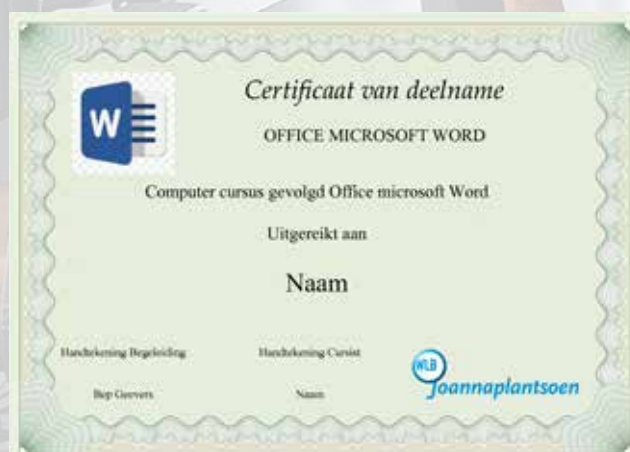 W
Certificaat van deelname
OFFICE MICROSOFT WORD
Computer cursus gevolgd Office microsoft Word
Uitgereikt aan
Naam
Handtekening Begeleiding
Handtekening Cursist
Bep Geevers
Naam
WLB
Joannaplantsoen